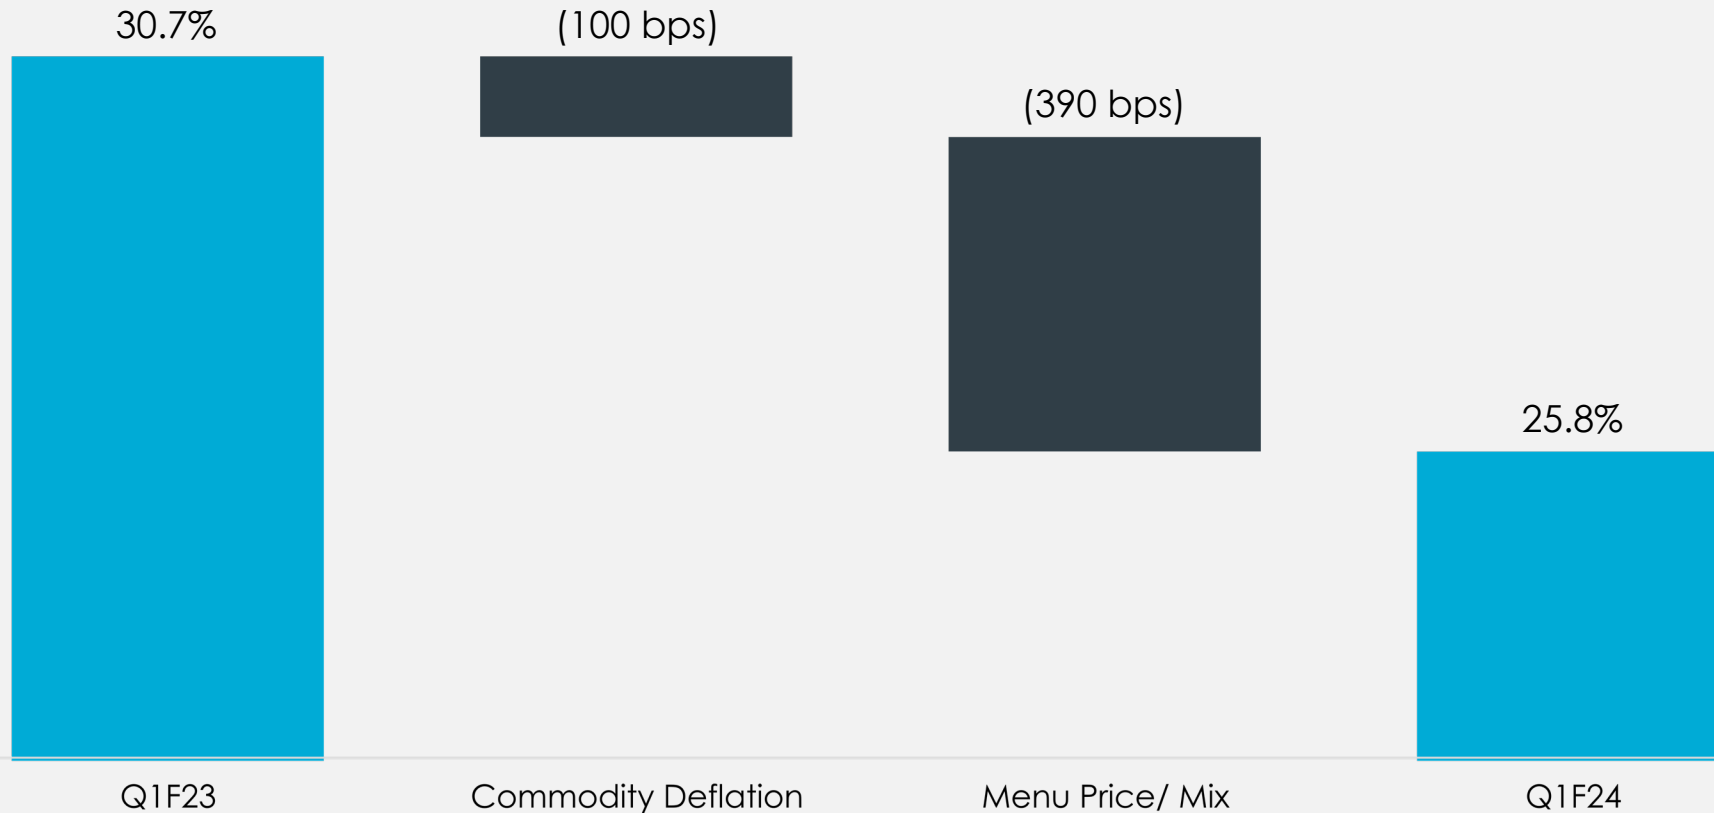 30.7%
(100 bps)
(390 bps)
25.8%
Q1F23
Commodity Deflation
Menu Price/ Mix
Q1F24